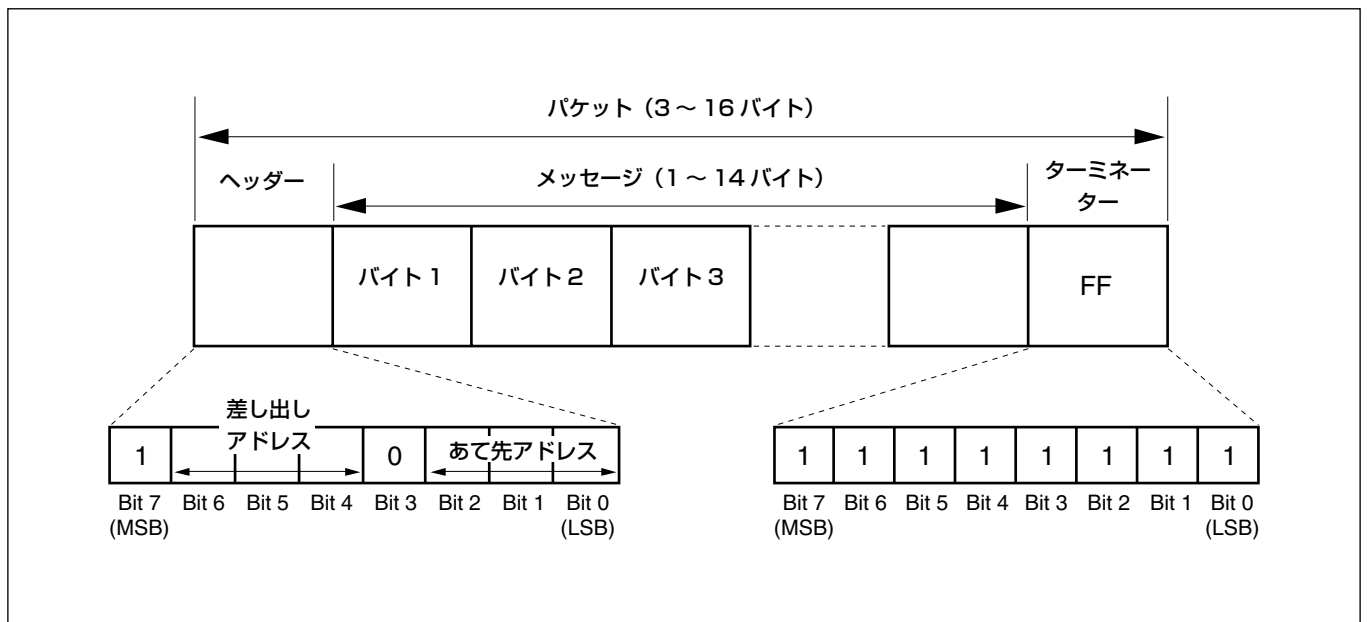 パケット（3～16バイト）
ヘッダー
メッセージ（1～14バイト）
ターミネー
ター
バイト1 バイト2 バイト3 FF
差し出し
アドレス
1 0 あて先アドレス
Bit 7 Bit 6 Bit 5 Bit 4 Bit 3 Bit 2 Bit 1 Bit 0
(MSB) (LSB)
1 1 1 1 1 1 1 1
Bit 7 Bit 6 Bit 5 Bit 4 Bit 3 Bit 2 Bit 1 Bit 0
(MSB) (LSB)